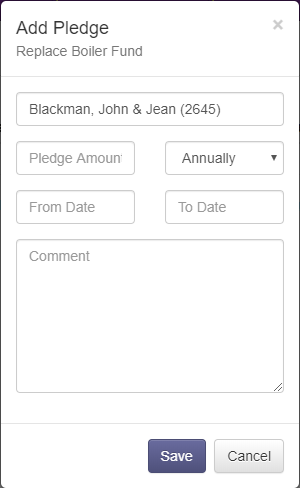 Add Pledge ×
Replace Boiler Fund
Blackman, John & Jean (2645)
Pledge Amount Annually
From Date To Date
Comment
Save Cancel